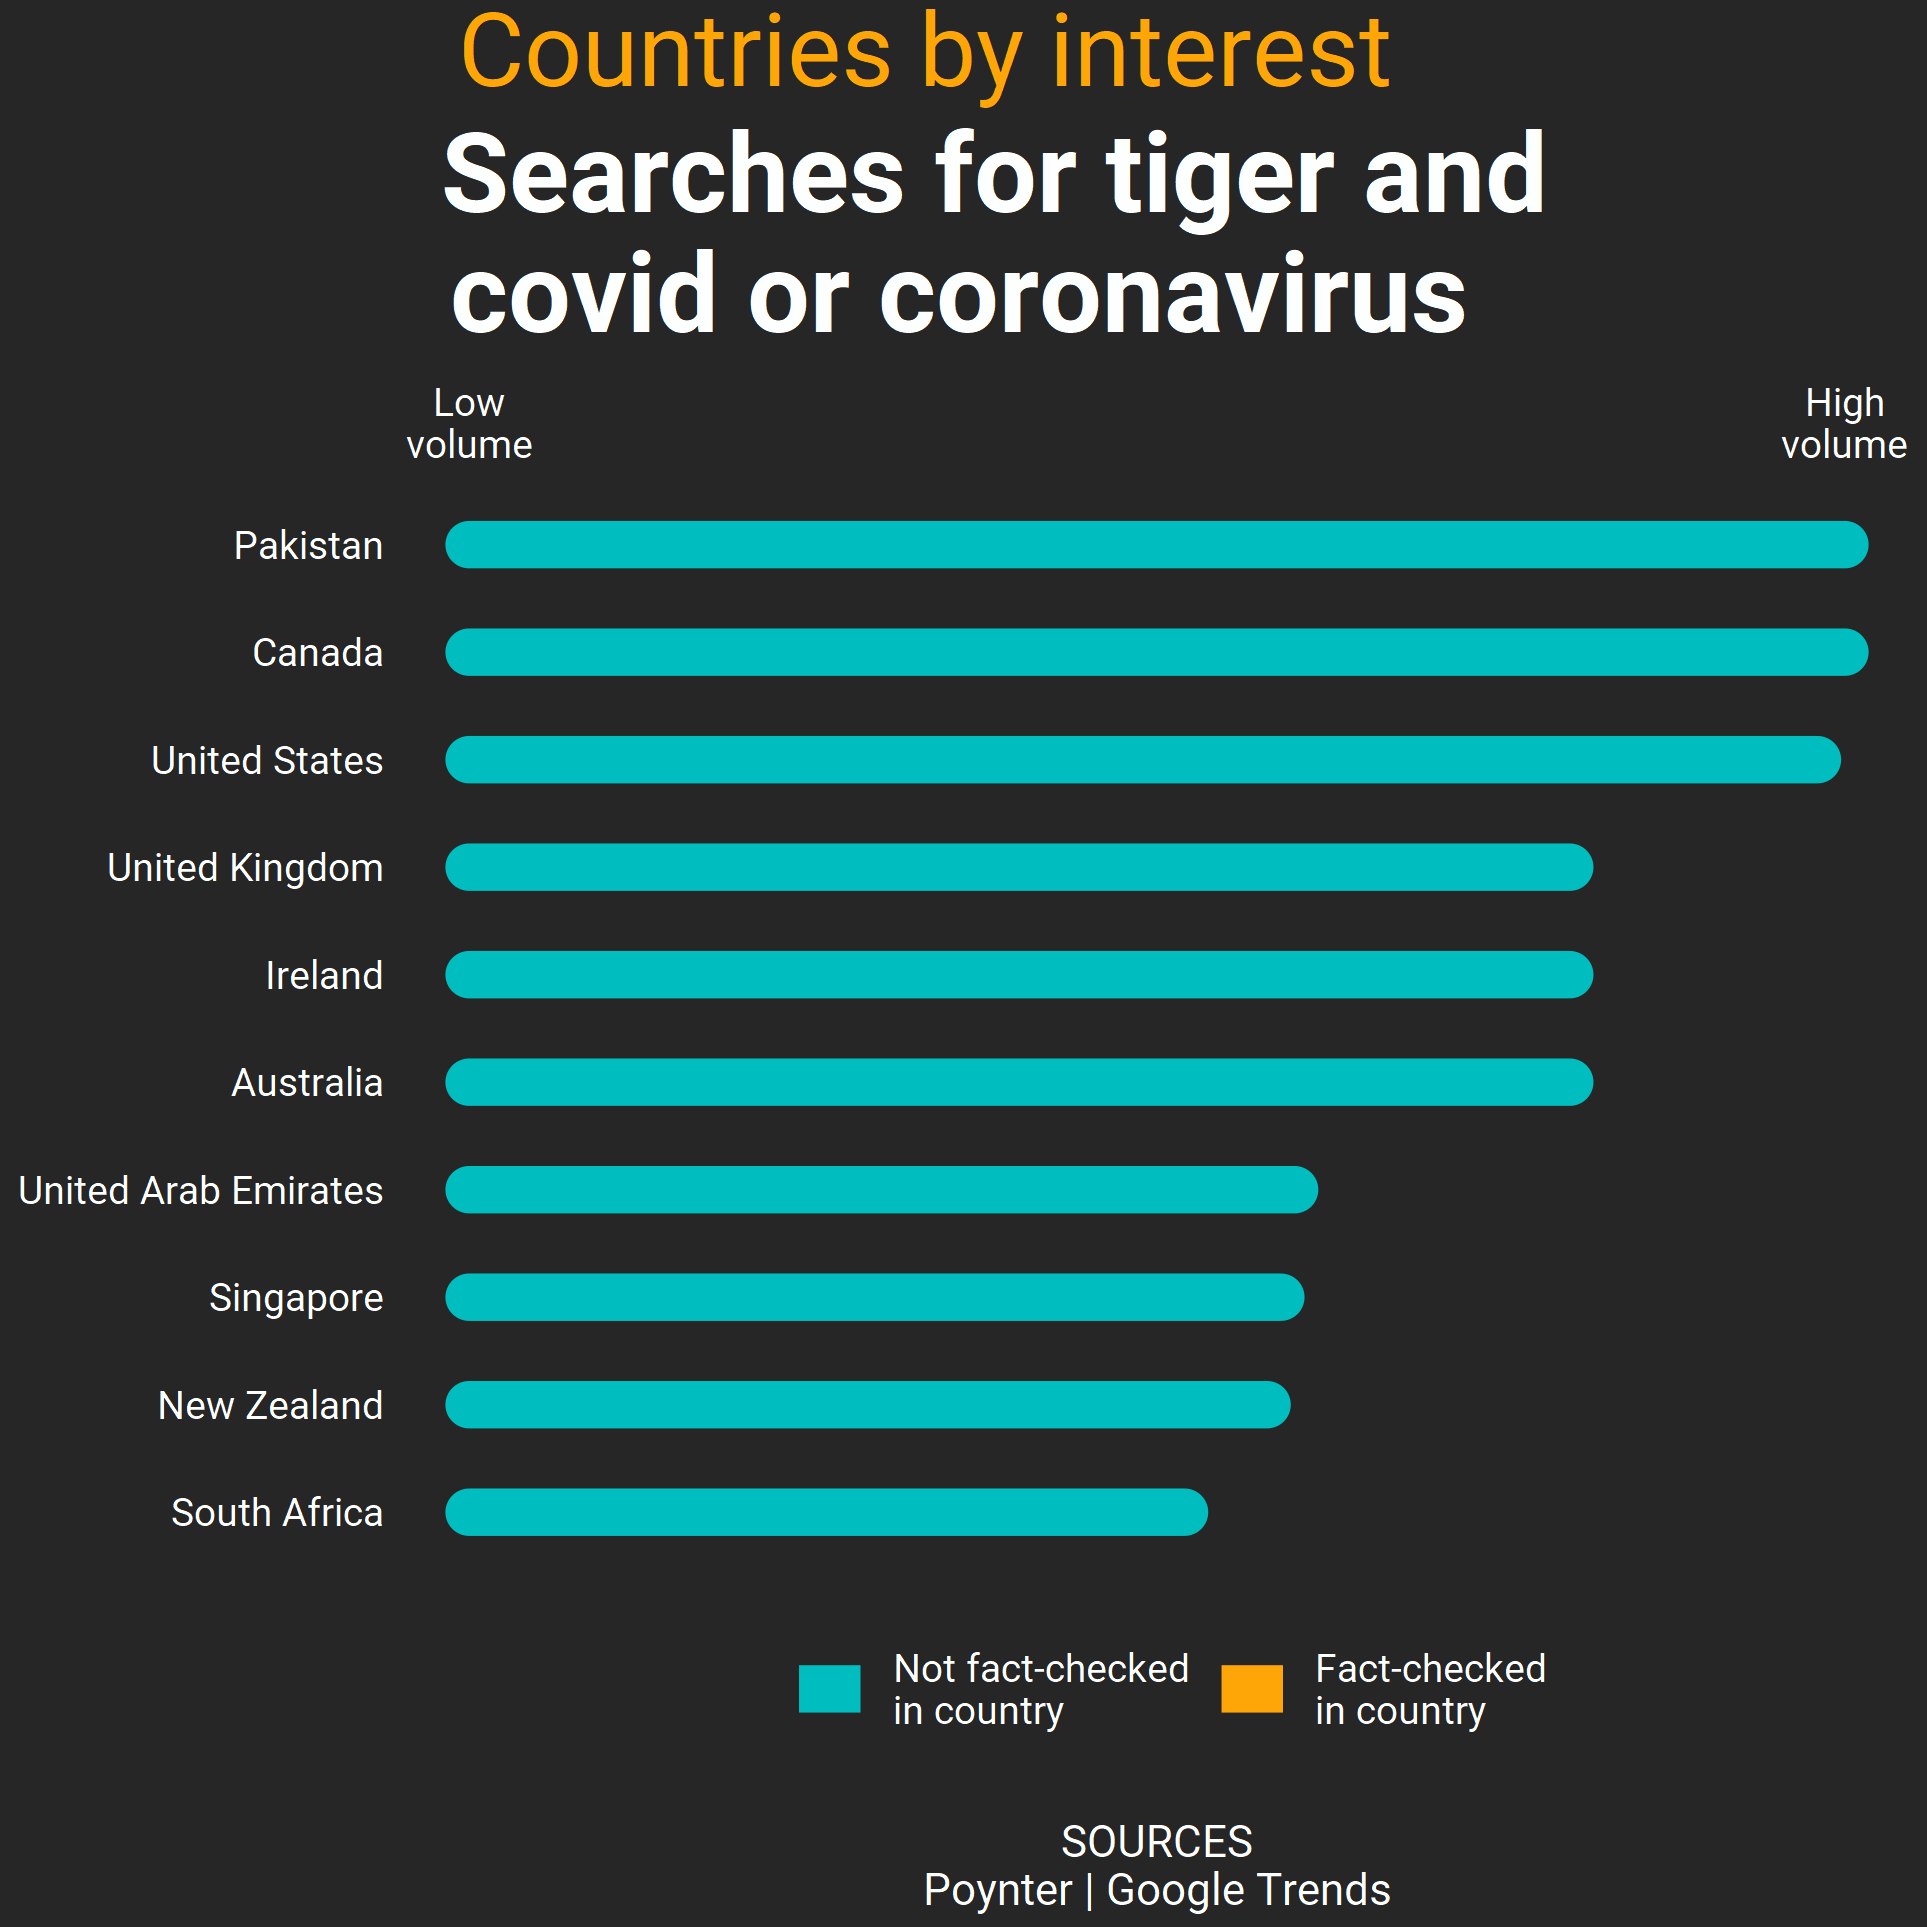 Countries by interest
Searches for tiger and
covid or coronavirus
Low
volume
High
volume
Pakistan
Canada
United States
United Kingdom
Ireland
Australia
United Arab Emirates
Singapore
New Zealand
South Africa
Not fact-checked
in country
Fact-checked
in country
SOURCES
Poynter | Google Trends